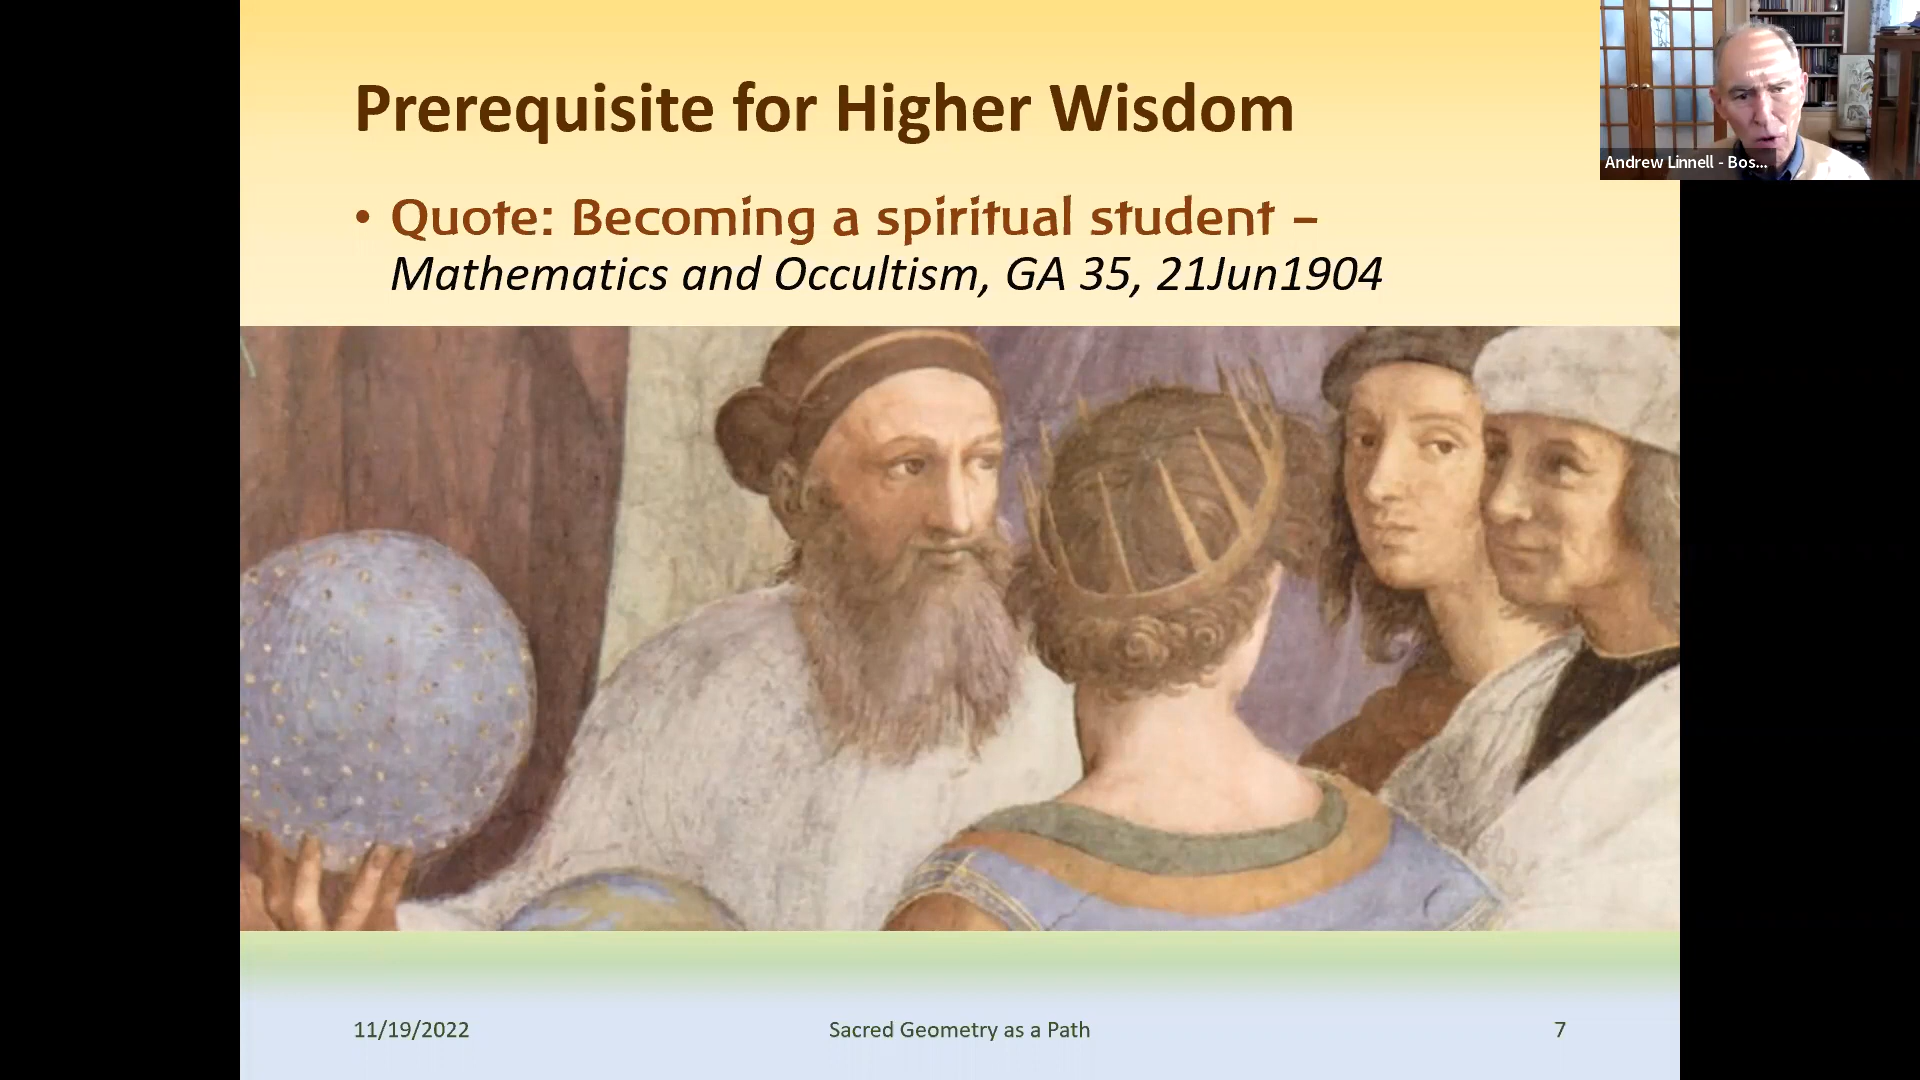 Prerequisite for Higher Wisdom
Andrew Linnell - Bos...
• Quote: Becoming a spiritual student –
Mathematics and Occultism, GA 35, 21Jun1904
11/19/2022
Sacred Geometry as a Path
7